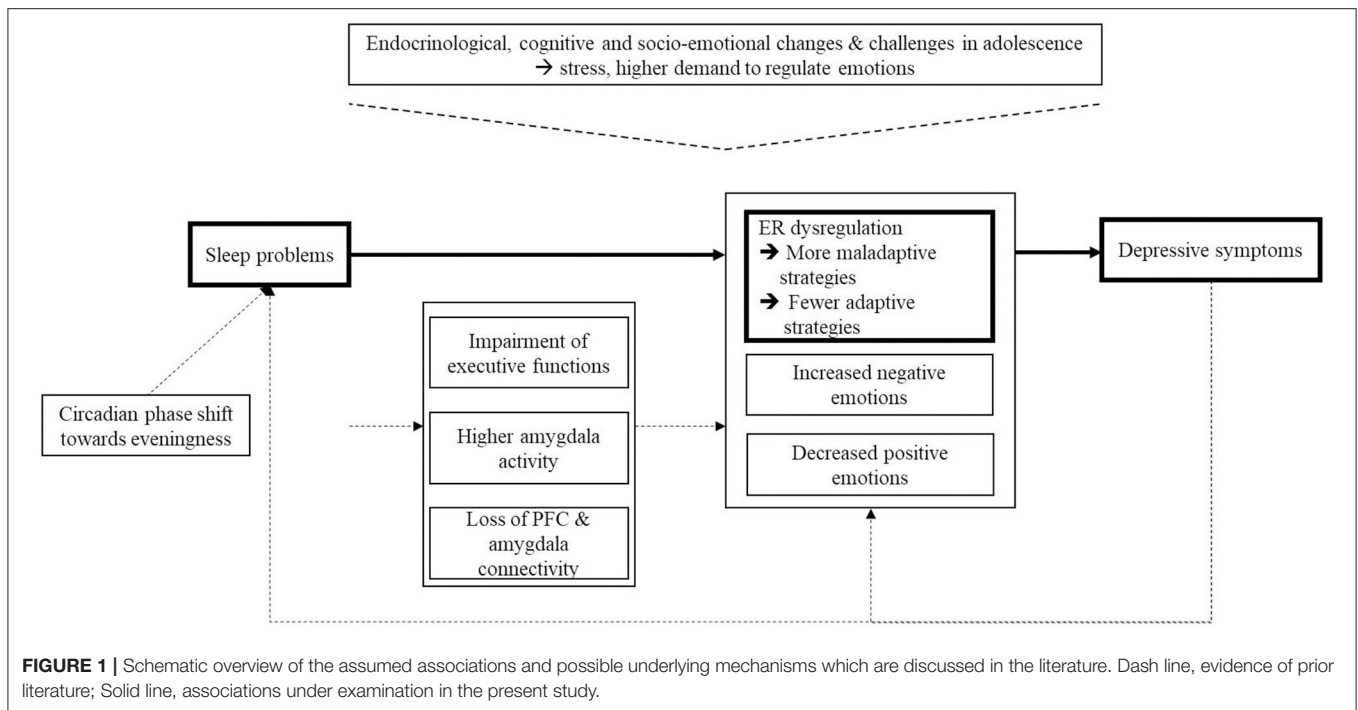 Endocrinological, cognitive and socio-emotional changes & challenges in adolescence
→ stress, higher demand to regulate emotions
Sleep problems
ER dysregulation
➔ More maladaptive
strategies
➔ Fewer adaptive
strategies
Depressive symptoms
Impairment of
executive functions
Increased negative
emotions
Circadian phase shift
towards eveningness
Higher amygdala
activity
Decreased positive
emotions
Loss of PFC &
amygdala
connectivity
FIGURE 1 | Schematic overview of the assumed associations and possible underlying mechanisms which are discussed in the literature. Dash line, evidence of prior
literature; Solid line, associations under examination in the present study.